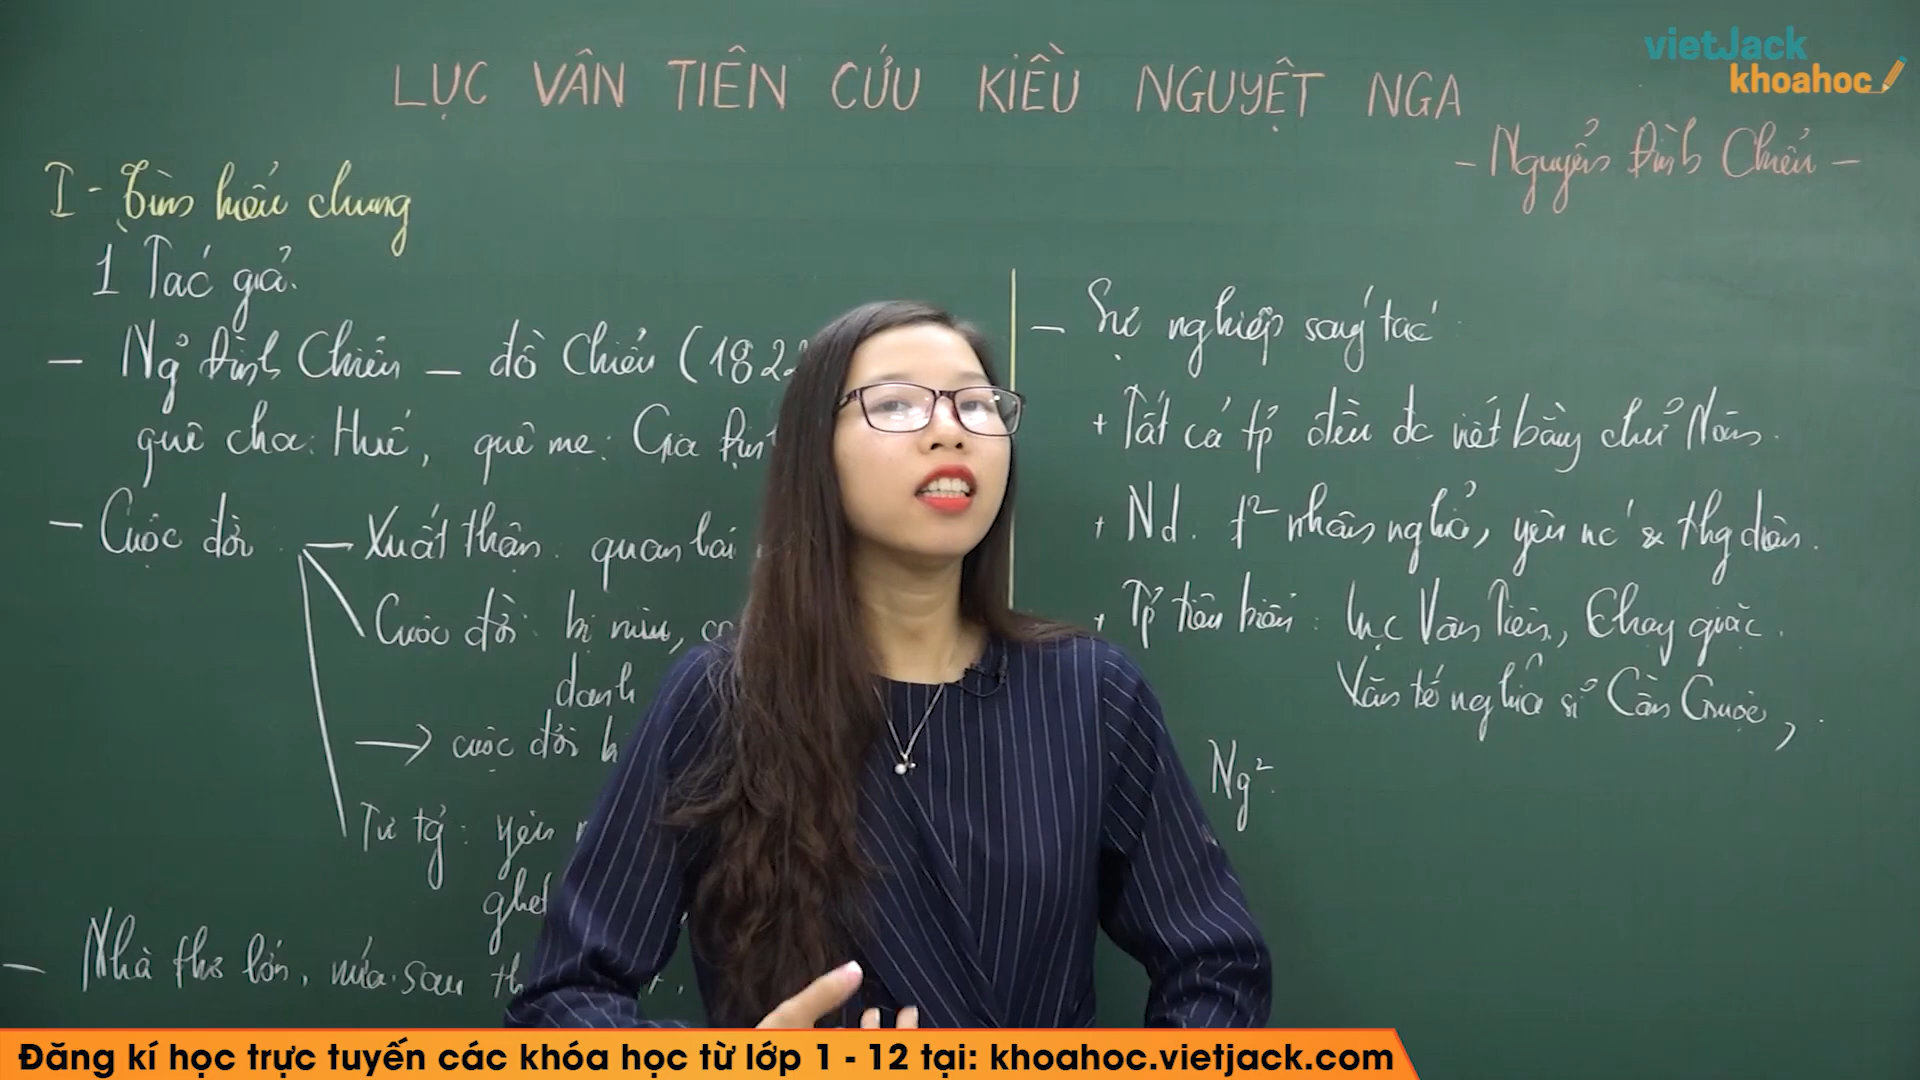 vietJack
khoahoc
LỤC VÂN TIÊN CỨU KIỀU NGUYỆT NGA
- Nguyễn Đình Chiểu -
I - Tìm hiểu chung
1 Tác giả.
- Ng~ Đình Chiểu - đồ Chiểu (1822
quê cha: Huế, quê mẹ: Gia Định
- Cuộc đời
Xuất thân: quan lại
Cuộc đời: bị mù,
danh
→ cuộc đời
Tư tg:
ghét
- Nhà thơ lớn, nửa sau
- Sự nghiệp sáng tác
+ Tất cả tp đều đc viết bằng chữ Nôm.
+ Nd. t² nhân nghĩa, yêu nc & thg dân.
+ Tp tiêu biểu: Lục Vân Tiên, Chạy giặc.
Văn tế nghĩa sĩ Cần Giuộc,
Ng²:
Đăng kí học trực tuyến các khóa học từ lớp 1 - 12 tại: khoahoc.vietjack.com